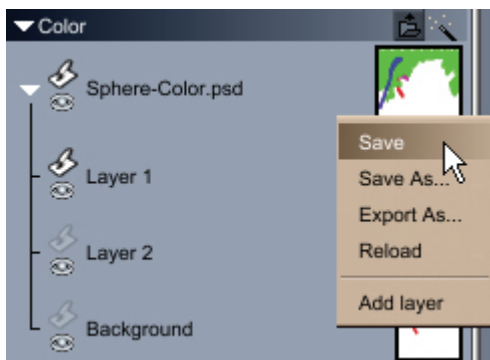 Color
Sphere-Color.psd
Save
Layer 1
Save As...
Export As...
Layer 2
Reload
Add layer
Background